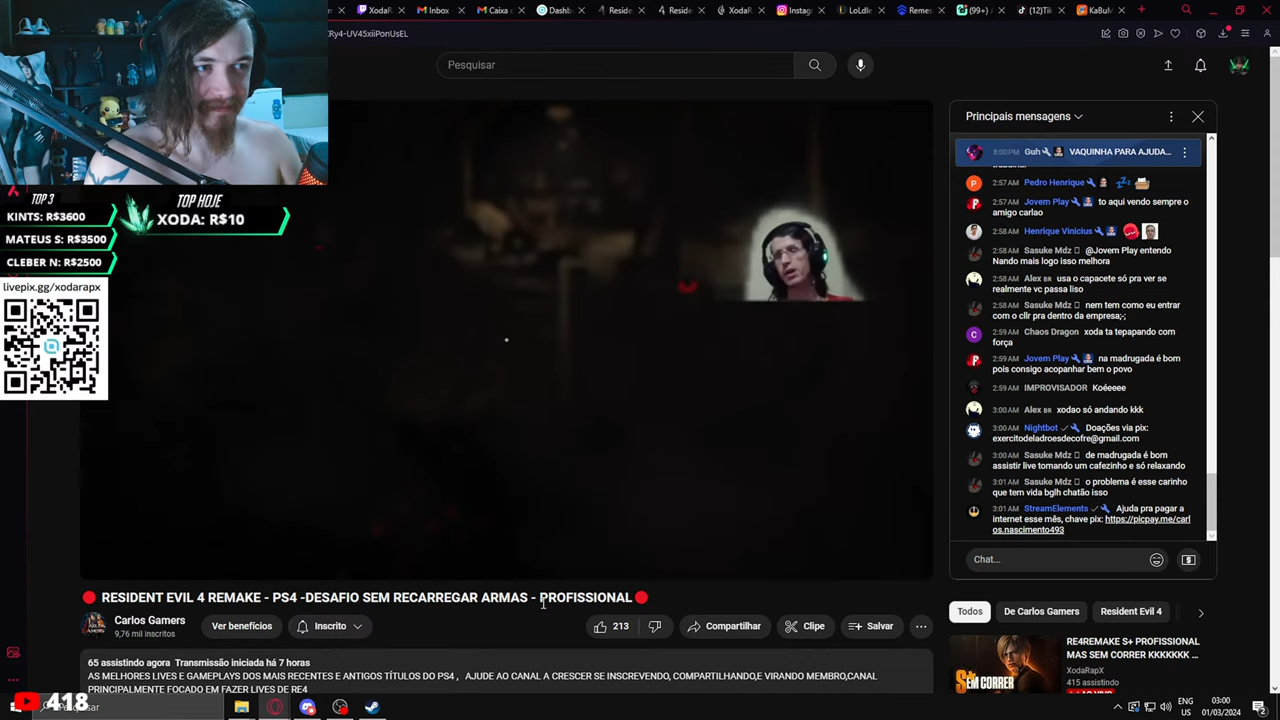 XodaR
Inbox
Caixa c
Dashb
Reside
Reside
XodaR
Instag
LoLdle
Remes
(99+) A
(12)Tik
KaBuM
Ry4-UV45xiiPonUsEL
Pesquisar
TOP 3
KINTS: R$3600
MATEUS S: R$3500
CLEBER N: R$2500
TOP HOJE
XODA: R$10
livepix.gg/xodarapx
Principais mensagens
8:00PM Guh VAQUINHA PARA AJUDA...
2:57AM Pedro Henrique
2:57AM Jovem Play to aqui vendo sempre o
amigo carlao
2:58AM Henrique Vinicius
2:58AM Sasuke Mdz @Jovem Play entendo
Nando mais logo isso melhora
2:58AM Alex BR usa o capacete só pra ver se
realmente vc passa liso
2:58AM Sasuke Mdz nem tem como eu entrar
com o cllr pra dentro da empresa;-;
2:59AM Chaos Dragon xoda ta tepapando com
força
2:59AM Jovem Play na madrugada é bom
pois consigo acopanhar bem o povo
2:59AM IMPROVISADOR Koéeeee
3:00AM Alex BR xodao só andando kkk
3:00AM Nightbot Doações via pix:
exercitodeladroesdecofre@gmail.com
3:00AM Sasuke Mdz de madrugada é bom
assistir live tomando um cafezinho e só relaxando
3:01AM Sasuke Mdz o problema é esse carinho
que tem vida bglh chatão isso
3:01AM StreamElements Ajuda pra pagar a
internet esse mês, chave pix: https://picpay.me/carl
os.nascimento493
Chat...
RESIDENT EVIL 4 REMAKE - PS4 -DESAFIO SEM RECARREGAR ARMAS - PROFISSIONAL
Carlos Gamers
9,76 mil inscritos
Ver benefícios
Inscrito
213
Compartilhar
Clipe
Salvar
Todos
De Carlos Gamers
Resident Evil 4
65 assistindo agora Transmissão iniciada há 7 horas
AS MELHORES LIVES E GAMEPLAYS DOS MAIS RECENTES E ANTIGOS TÍTULOS DO PS4 , AJUDE AO CANAL A CRESCER SE INSCREVENDO, COMPARTILHANDO,E VIRANDO MEMBRO,CANAL
PRINCIPALMENTE FOCADO EM FAZER LIVES DE RE4
SEM CORRER
RE4REMAKE S+ PROFISSIONAL
MAS SEM CORRER KKKKKKK ...
XodaRapX
415 assistindo
AO VIVO
418
Pesquisar
ENG
US
03:00
01/03/2024
2